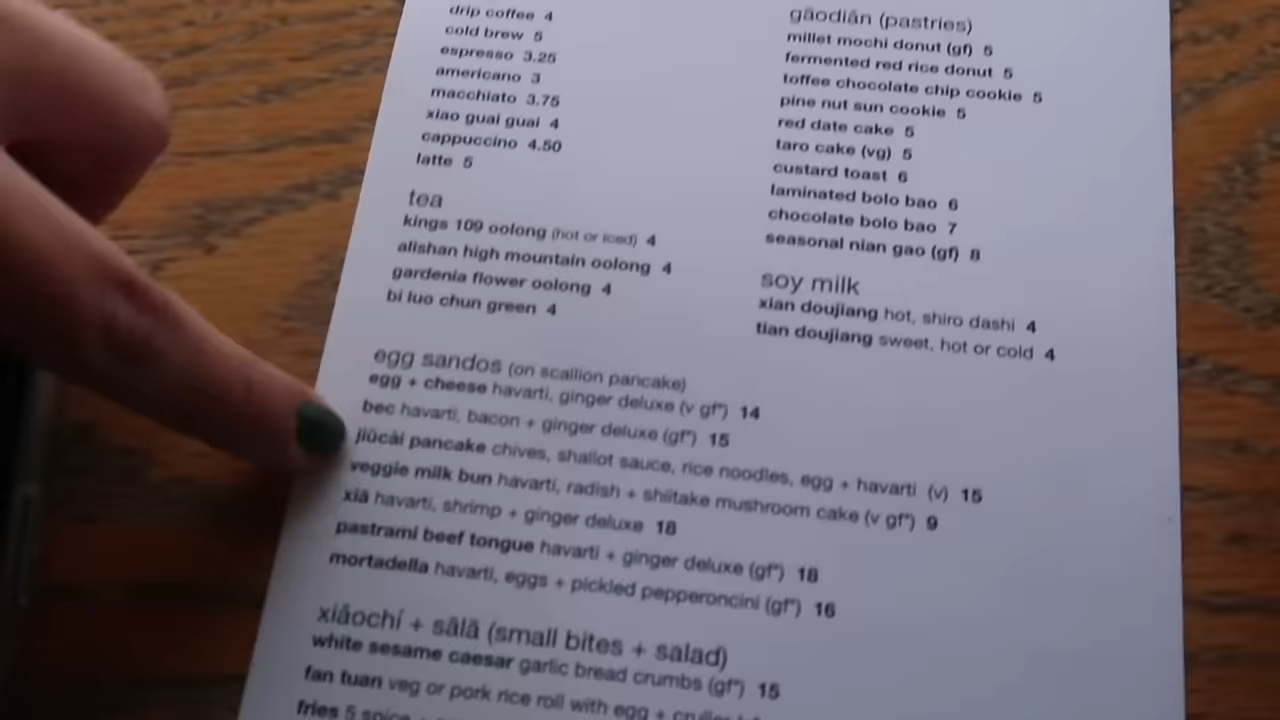 drip coffee 4
cold brew 5
espresso 3.25
americano 3
macchiato 3.75
xiao guai guai 4
cappuccino 4.50
latte 5
tea
kings 109 oolong (hot or iced) 4
alishan high mountain oolong 4
gardenia flower oolong 4
bi luo chun green 4
gāodiǎn (pastries)
millet mochi donut (gf) 5
fermented red rice donut 5
toffee chocolate chip cookie 5
pine nut sun cookie 5
red date cake 5
taro cake (vg) 5
custard toast 6
laminated bolo bao 6
chocolate bolo bao 7
seasonal nian gao (gf) 8
soy milk
xian doujiang hot, shiro dashi 4
tian doujiang sweet, hot or cold 4
egg sandos (on scallion pancake)
egg + cheese havarti, ginger deluxe (v gf*) 14
bec havarti, bacon + ginger deluxe (gf*) 15
jiǔcài pancake chives, shallot sauce, rice noodles, egg + havarti (v) 15
veggie milk bun havarti, radish + shiitake mushroom cake (v gf*) 9
xiā havarti, shrimp + ginger deluxe 18
pastrami beef tongue havarti + ginger deluxe (gf*) 18
mortadella havarti, eggs + pickled pepperoncini (gf*) 16
xiǎochí + sālā (small bites + salad)
white sesame caesar garlic bread crumbs (gf*) 15
fan tuan veg or pork rice roll with egg + cruller
fries 5 spice